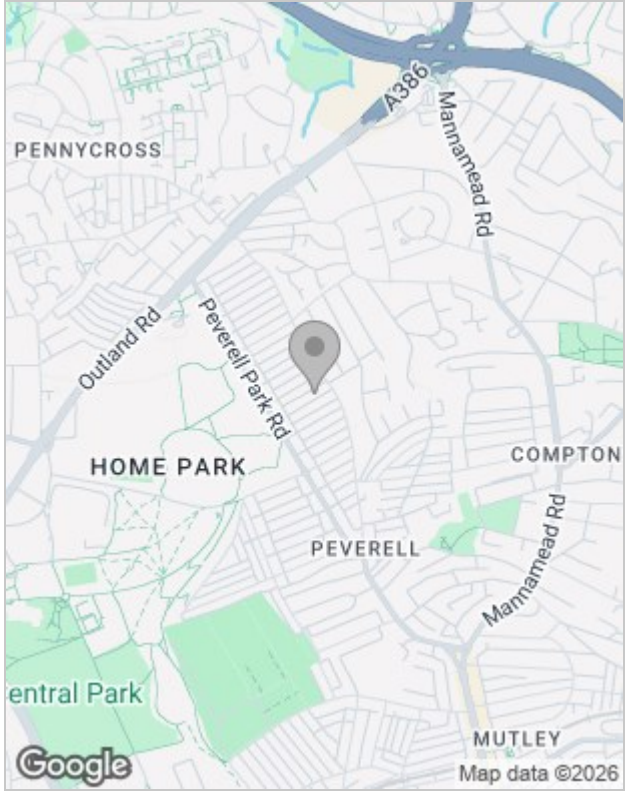 A386
Mannamead Rd
PENNYCROSS
Outland Rd
Peverell Park Rd
HOME PARK
COMPTON
PEVERELL
Mannamead Rd
entral Park
MUTLEY
Google
Map data ©2026